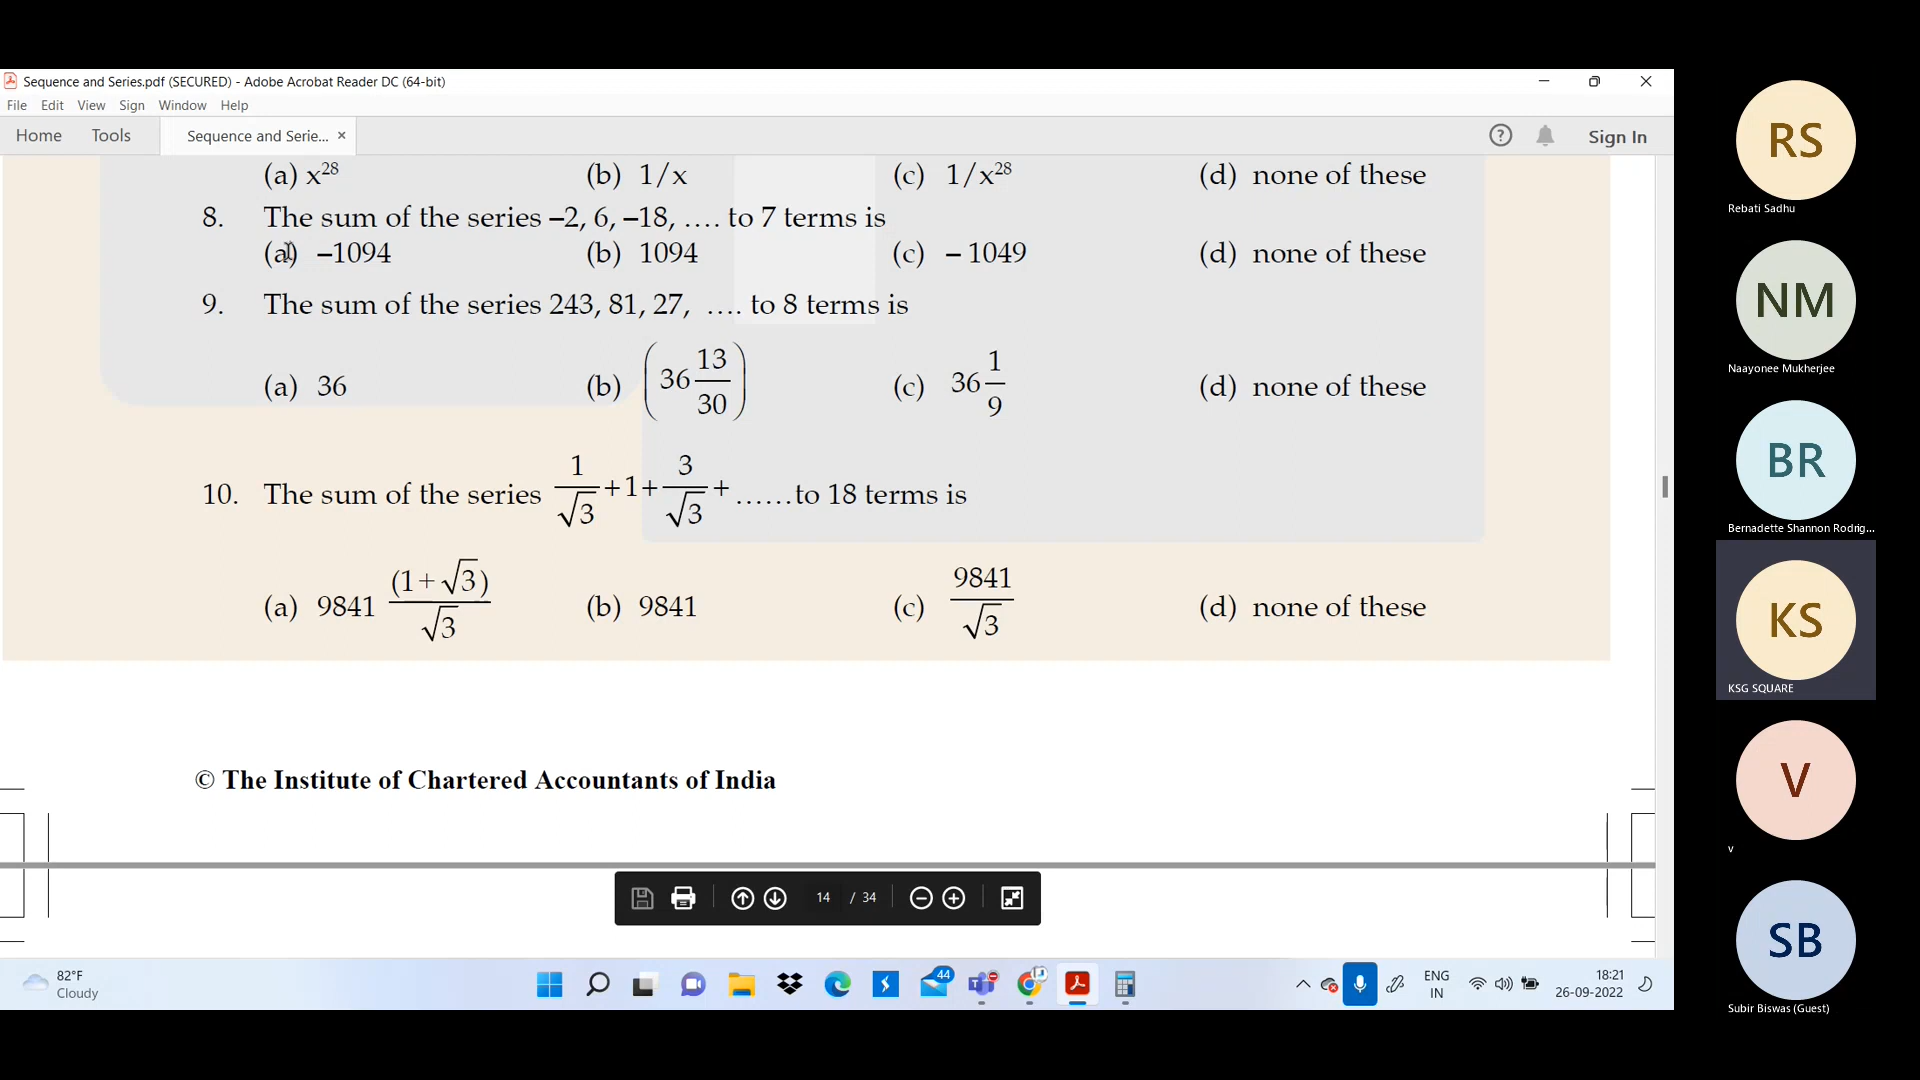 Sequence and Series.pdf (SECURED) - Adobe Acrobat Reader DC (64-bit)
File Edit View Sign Window Help
Home Tools Sequence and Serie... × Sign In
(a) x²⁸ (b) 1/x (c) 1/x²⁸ (d) none of these
8. The sum of the series –2, 6, –18, …. to 7 terms is
(a) –1094 (b) 1094 (c) – 1049 (d) none of these
9. The sum of the series 243, 81, 27, …. to 8 terms is
(a) 36 (b) (36 13/30) (c) 36 1/9 (d) none of these
10. The sum of the series 1/√3 + 1 + 3/√3 + ……to 18 terms is
(a) 9841 (1+√3)/√3 (b) 9841 (c) 9841/√3 (d) none of these
© The Institute of Chartered Accountants of India
14 / 34
82°F
Cloudy
44
ENG
IN
18:21
26-09-2022
RS
Rebati Sadhu
NM
Naayonee Mukherjee
BR
Bernadette Shannon Rodrig...
KS
KSG SQUARE
V
v
SB
Subir Biswas (Guest)